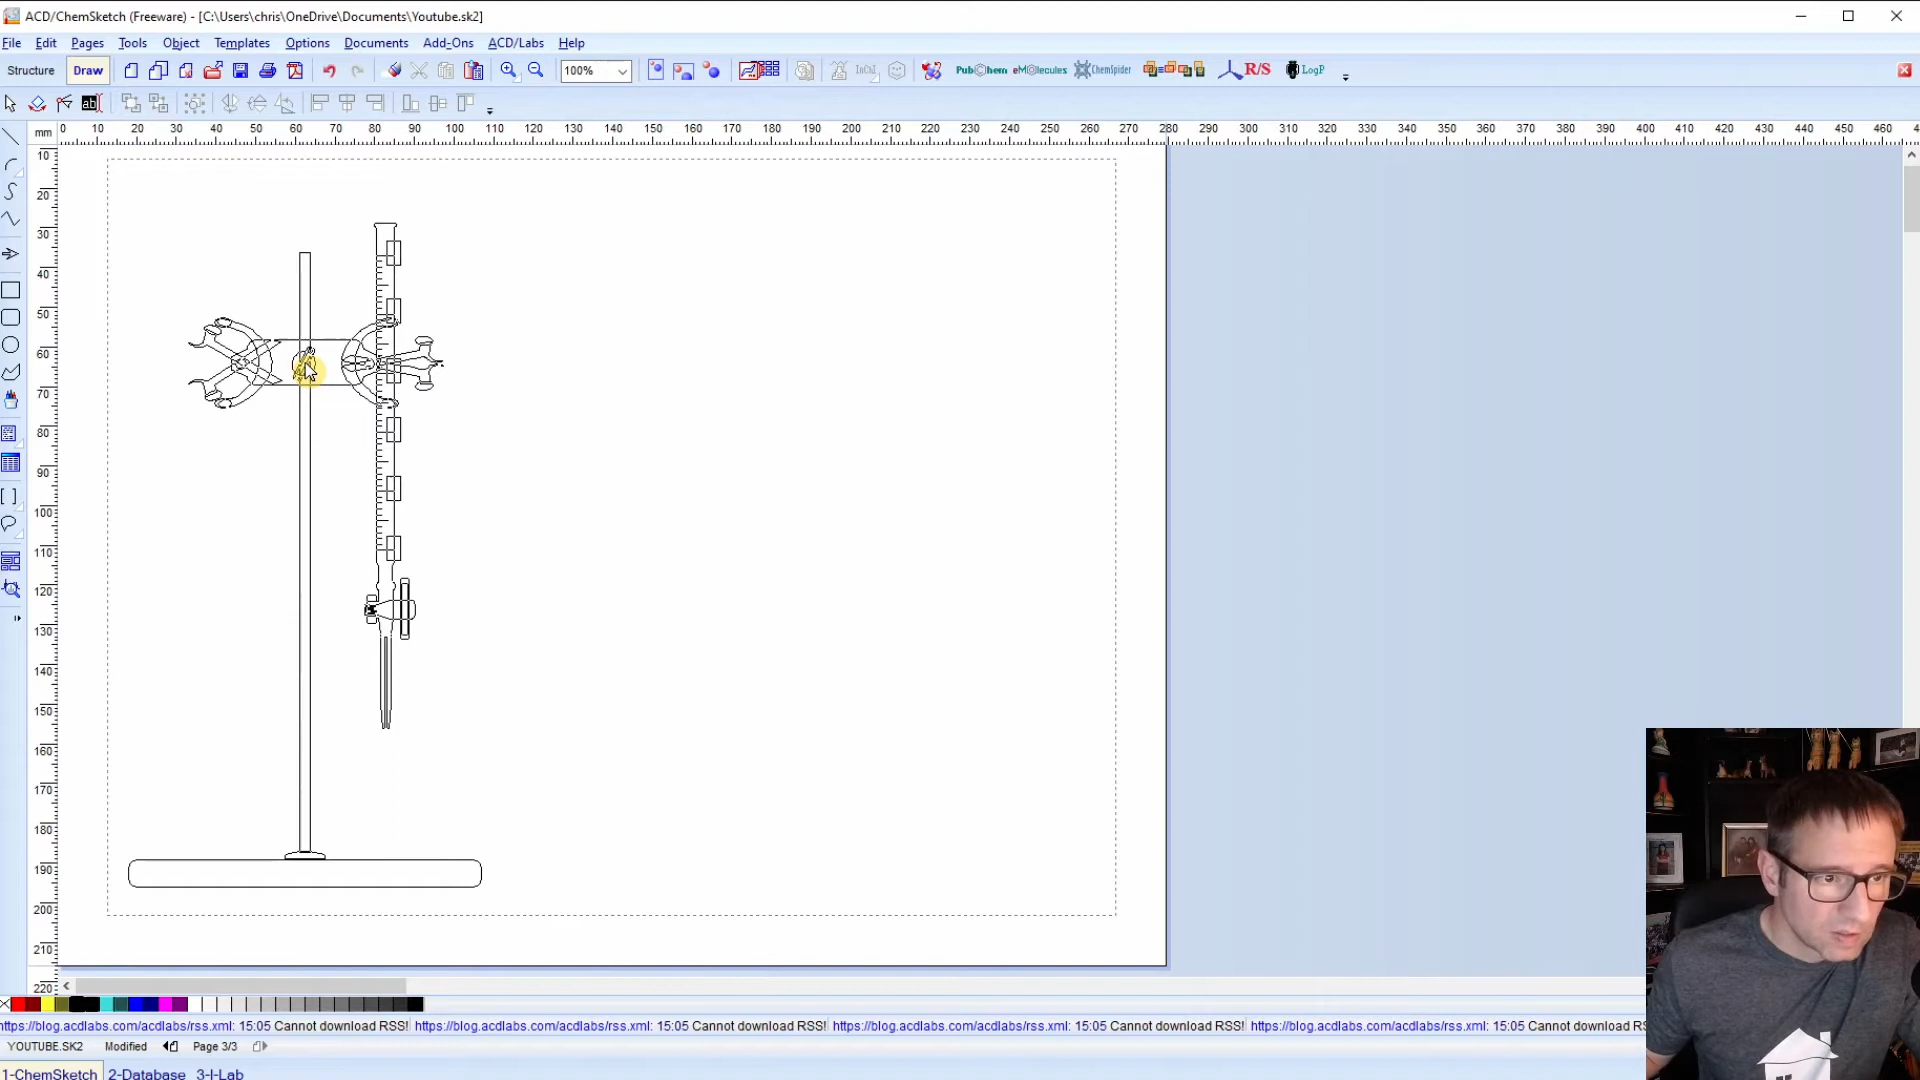 ACD/ChemSketch (Freeware) - [C:\Users\chris\OneDrive\Documents\Youtube.sk2]
File Edit Pages Tools Object Templates Options Documents Add-Ons ACD/Labs Help
Structure Draw 100% InChI PubChem eMolecules ChemSpider R/S LogP
ab
mm 0 10 20 30 40 50 60 70 80 90 100 110 120 130 140 150 160 170 180 190 200 210 220 230 240 250 260 270 280 290 300 310 320 330 340 350 360 370 380 390 400 410 420 430 440 450 460
10
20
30
40
50
60
70
80
90
100
110
120
130
140
150
160
170
180
190
200
210
220
https://blog.acdlabs.com/acdlabs/rss.xml: 15:05 Cannot download RSS! https://blog.acdlabs.com/acdlabs/rss.xml: 15:05 Cannot download RSS! https://blog.acdlabs.com/acdlabs/rss.xml: 15:05 Cannot download RSS! https://blog.acdlabs.com/acdlabs/rss.xml: 15:05 Cannot download RS
YOUTUBE.SK2 Modified Page 3/3
1-ChemSketch 2-Database 3-I-Lab